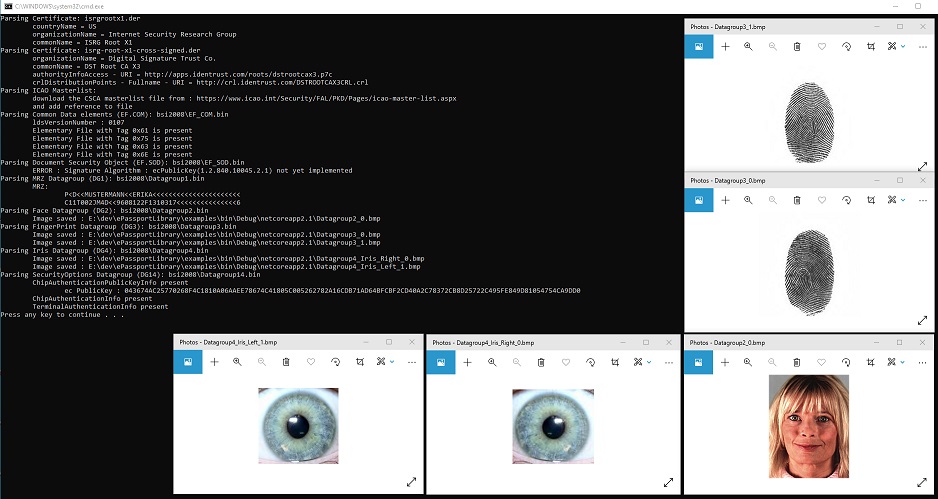 C:\WINDOWS\system32\cmd.exe
Parsing Certificate: isrgrootx1.der
countryName = US
organizationName = Internet Security Research Group
commonName = ISRG Root X1
Parsing Certificate: isrg-root-x1-cross-signed.der
organizationName = Digital Signature Trust Co.
commonName = DST Root CA X3
authorityInfoAccess - URI = http://apps.identrust.com/roots/dstrootcax3.p7c
crlDistributionPoints - Fullname - URI = http://crl.identrust.com/DSTROOTCAX3CRL.crl
Parsing ICAO Masterlist:
download the CSCA masterlist file from : https://www.icao.int/Security/FAL/PKD/Pages/icao-master-list.aspx
and add reference to file
Parsing Common Data elements (EF.COM): bsi2008\EF_COM.bin
ldsVersionNumber : 0107
Elementary File with Tag 0x61 is present
Elementary File with Tag 0x75 is present
Elementary File with Tag 0x63 is present
Elementary File with Tag 0x6E is present
Parsing Document Security Object (EF.SOD): bsi2008\EF_SOD.bin
ERROR : Signature Algorithm : ecPublicKey(1.2.840.10045.2.1) not yet implemented
Parsing MRZ Datagroup (DG1): bsi2008\Datagroup1.bin
MRZ:
P<D<<MUSTERMANN<<ERIKA<<<<<<<<<<<<<<<<<<<<<<
C11T002JM4D<<9608122F1310317<<<<<<<<<<<<<<<6
Parsing Face Datagroup (DG2): bsi2008\Datagroup2.bin
Image saved : E:\dev\ePassportLibrary\examples\bin\Debug\netcoreapp2.1\Datagroup2_0.bmp
Parsing FingerPrint Datagroup (DG3): bsi2008\Datagroup3.bin
Image saved : E:\dev\ePassportLibrary\examples\bin\Debug\netcoreapp2.1\Datagroup3_0.bmp
Image saved : E:\dev\ePassportLibrary\examples\bin\Debug\netcoreapp2.1\Datagroup3_1.bmp
Parsing Iris Datagroup (DG4): bsi2008\Datagroup4.bin
Image saved : E:\dev\ePassportLibrary\examples\bin\Debug\netcoreapp2.1\Datagroup4_Iris_Right_0.bmp
Image saved : E:\dev\ePassportLibrary\examples\bin\Debug\netcoreapp2.1\Datagroup4_Iris_Left_1.bmp
Parsing SecurityOptions Datagroup (DG14): bsi2008\Datagroup14.bin
ChipAuthenticationPublicKeyInfo present
ec PublicKey : 043674AC25770268F4C1810A06AAEE78674C41805C005262782A16CDB71AD64BFCBF2CD40A2C78372CB8D25722C495FE849D81054754CA9DD0
ChipAuthenticationInfo present
TerminalAuthenticationInfo present
Press any key to continue . . .
Photos - Datagroup3_1.bmp
Photos - Datagroup3_0.bmp
Photos - Datagroup4_Iris_Left_1.bmp
Photos - Datagroup4_Iris_Right_0.bmp
Photos - Datagroup2_0.bmp